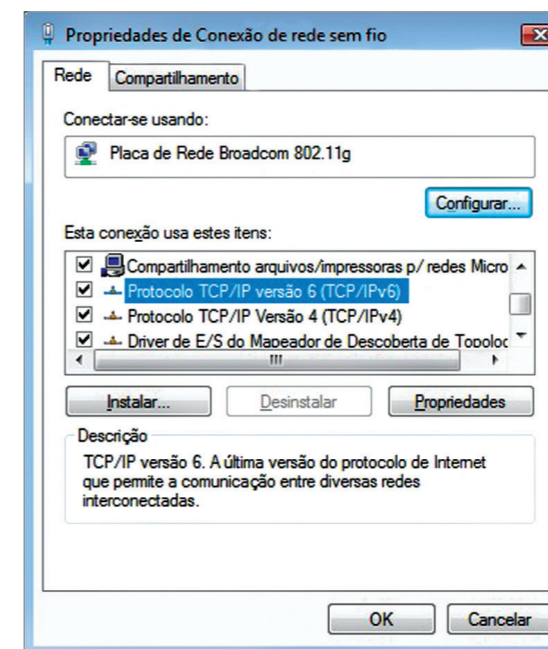 Propriedades de Conexão de rede sem fio
Rede
Compartilhamento
Conectar-se usando:
Placa de Rede Broadcom 802.11g
Configurar...
Esta conexão usa estes itens:
Compartilhamento arquivos/impressoras p/ redes Micro
Protocolo TCP/IP versão 6 (TCP/IPv6)
Protocolo TCP/IP Versão 4 (TCP/IPv4)
Driver de E/S do Mapeador de Descoberta de Topoloc
Instalar...
Desinstalar
Propriedades
Descrição
TCP/IP versão 6. A última versão do protocolo de Internet
que permite a comunicação entre diversas redes
interconectadas.
OK
Cancelar